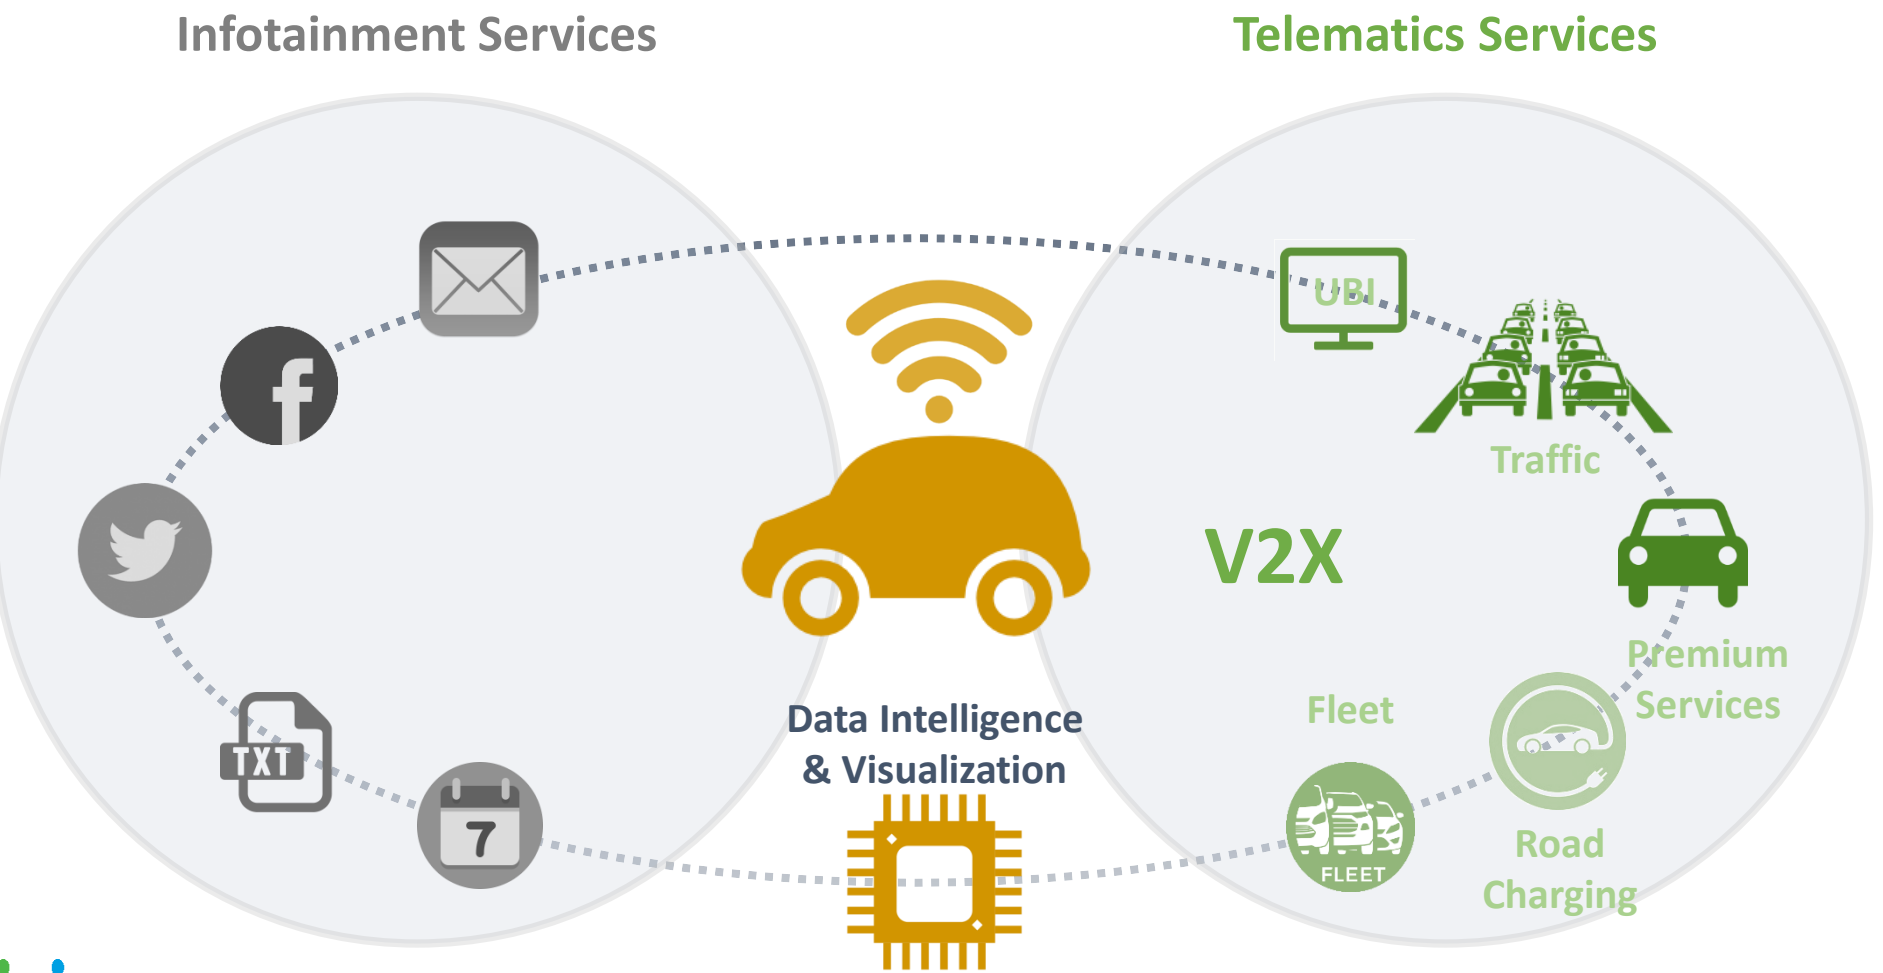 Infotainment Services
Telematics Services
UBI
Traffic
V2X
Premium
Services
TXT
7
Data Intelligence
& Visualization
Fleet
FLEET
Road
Charging